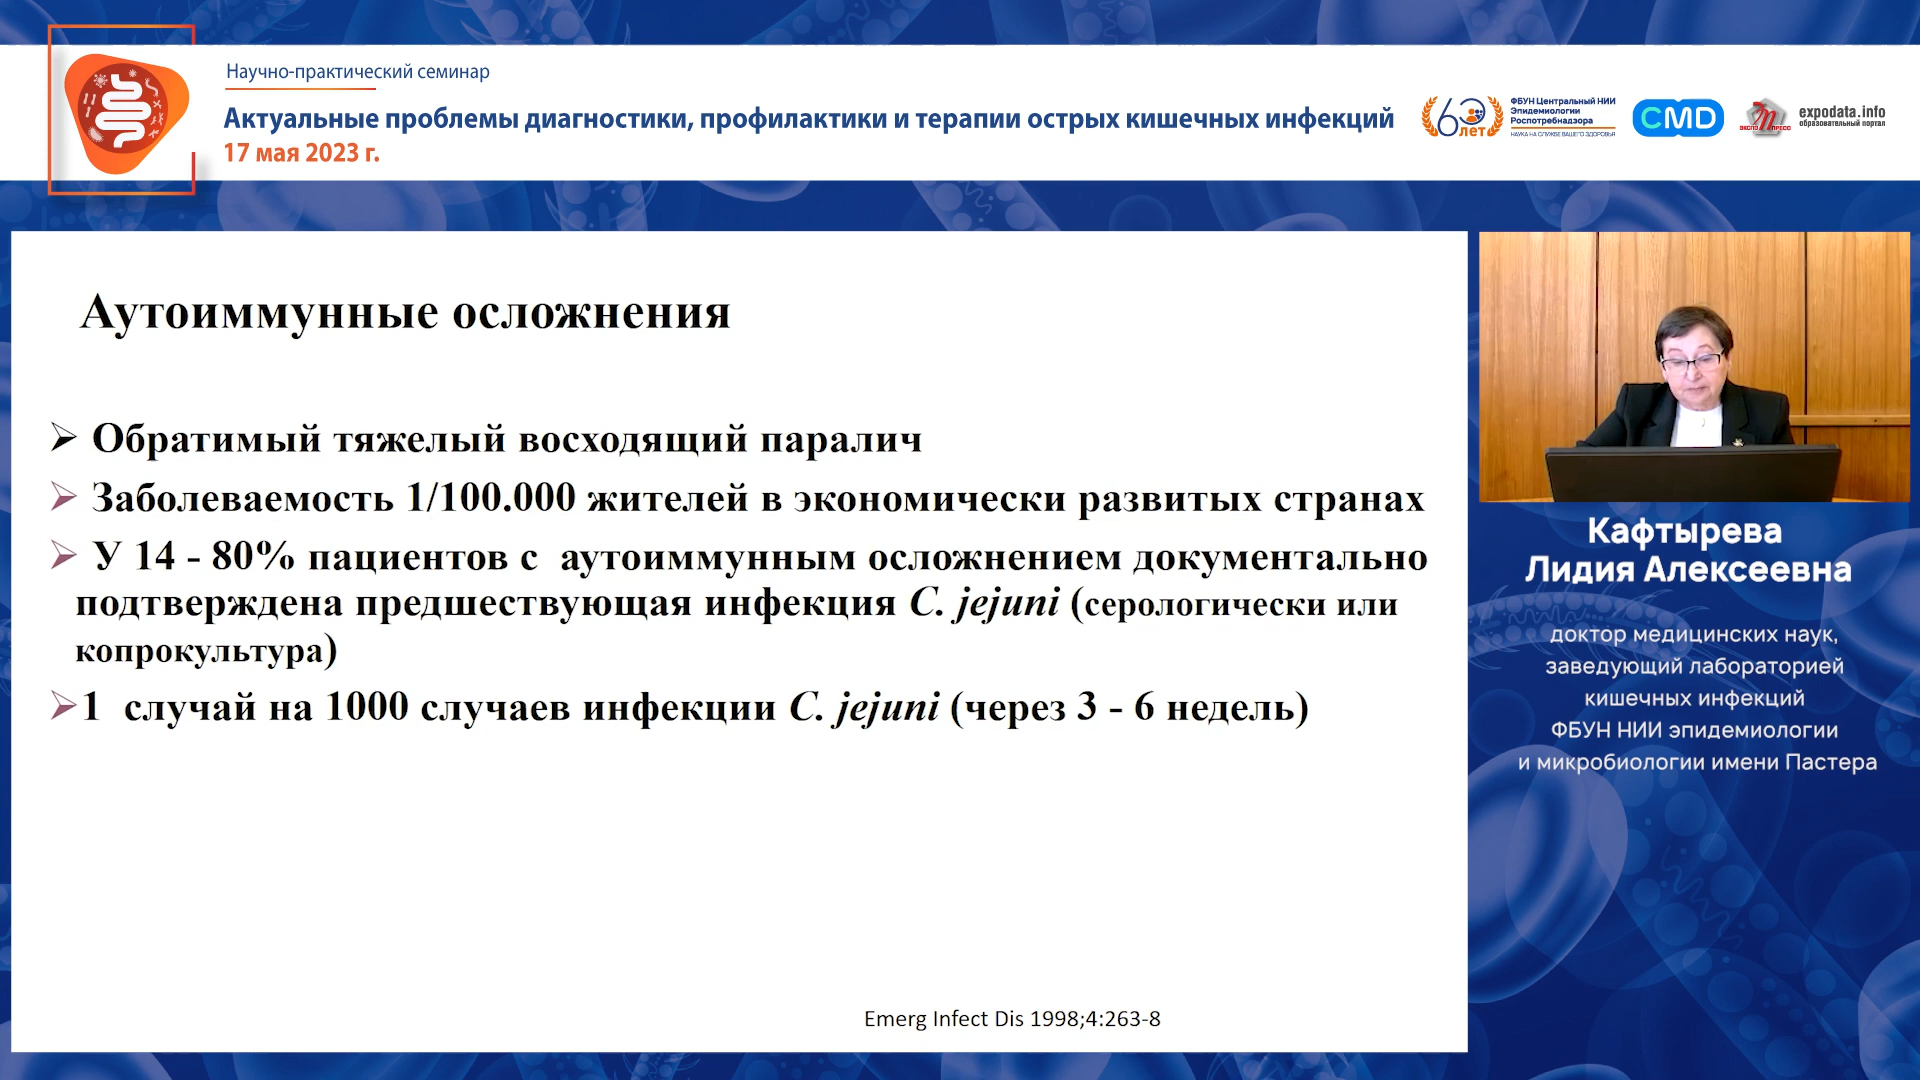 Научно-практический семинар
Актуальные проблемы диагностики, профилактики и терапии острых кишечных инфекций
17 мая 2023 г.
60 лет
ФБУН Центральный НИИ
Эпидемиологии
Роспотребнадзора
НАУКА НА СЛУЖБЕ ВАШЕГО ЗДОРОВЬЯ
CMD
ЭКСПО ПРЕСС
expodata.info
образовательный портал
Аутоиммунные осложнения
Обратимый тяжелый восходящий паралич
Заболеваемость 1/100.000 жителей в экономически развитых странах
У 14 - 80% пациентов с аутоиммунным осложнением документально
подтверждена предшествующая инфекция C. jejuni (серологически или
копрокультура)
1 случай на 1000 случаев инфекции C. jejuni (через 3 - 6 недель)
Emerg Infect Dis 1998;4:263-8
Кафтырева
Лидия Алексеевна
доктор медицинских наук,
заведующий лабораторией
кишечных инфекций
ФБУН НИИ эпидемиологии
и микробиологии имени Пастера